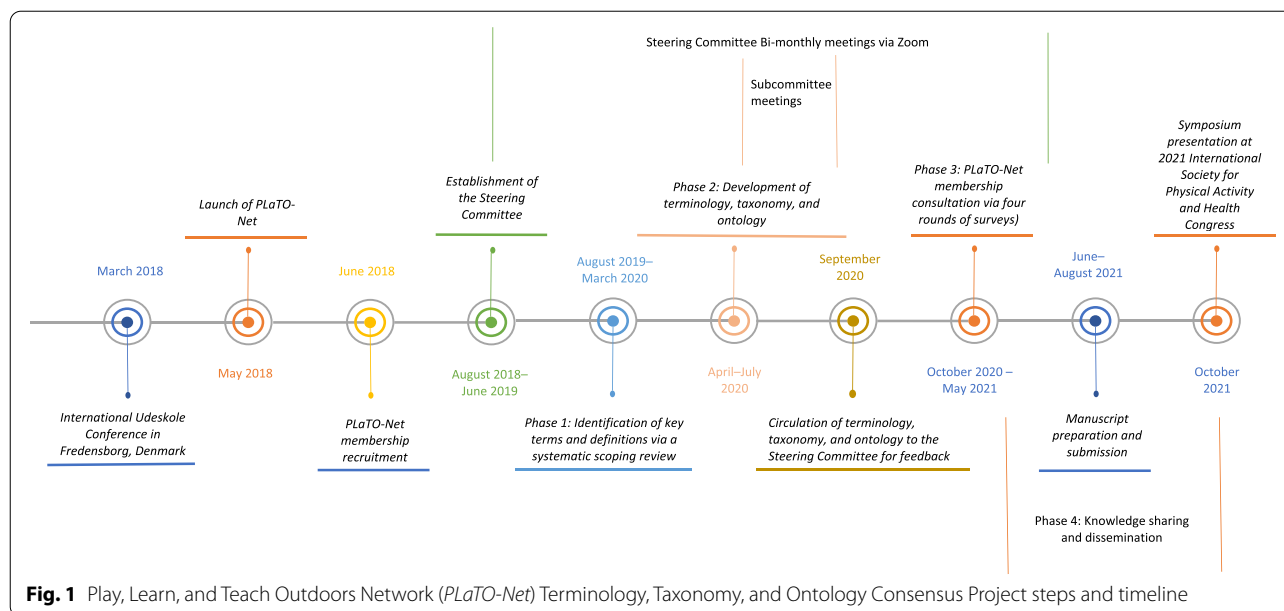 Steering Committee Bi-monthly meetings via Zoom
Subcommittee
meetings
Symposium
presentation at
2021 International
Society for
Physical Activity
and Health
Congress
Phase 3: PLaTO-Net
membership
consultation via four
rounds of surveys)
Phase 2: Development of
terminology, taxonomy, and
ontology
Establishment of
the Steering
Committee
Launch of PLaTO-
Net
March 2018
June 2018
August 2019–
March 2020
September
2020
June–
August 2021
May 2018
August 2018–
June 2019
April–July
2020
October 2020 –
May 2021
October
2021
International Udeskole
Conference in
Fredensborg, Denmark
PLaTO-Net
membership
recruitment
Phase 1: Identification of key
terms and definitions via a
systematic scoping review
Circulation of terminology,
taxonomy, and ontology to the
Steering Committee for feedback
Manuscript
preparation and
submission
Phase 4: Knowledge sharing
and dissemination
Fig. 1 Play, Learn, and Teach Outdoors Network (PLaTO-Net) Terminology, Taxonomy, and Ontology Consensus Project steps and timeline